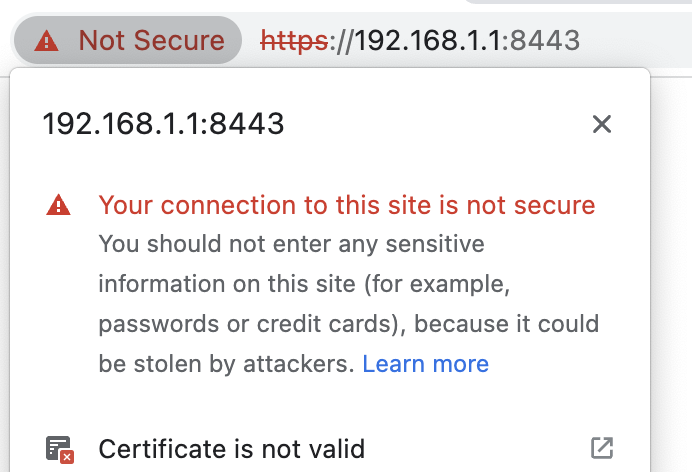 Not Secure https://192.168.1.1:8443
192.168.1.1:8443
Your connection to this site is not secure
You should not enter any sensitive
information on this site (for example,
passwords or credit cards), because it could
be stolen by attackers. Learn more
Certificate is not valid